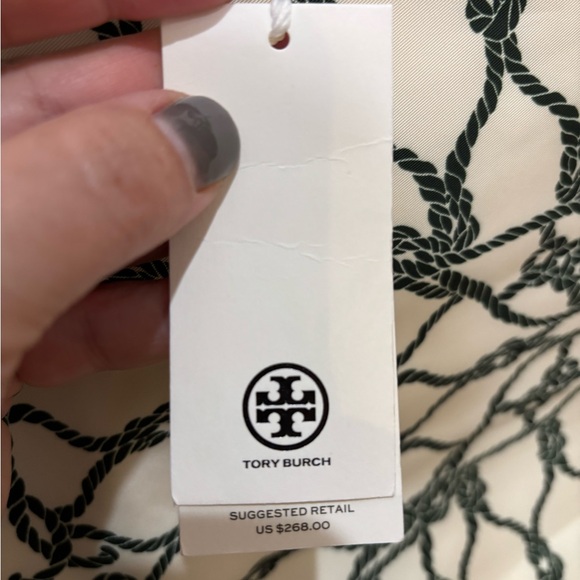 TORY BURCH
SUGGESTED RETAIL
US $268.00